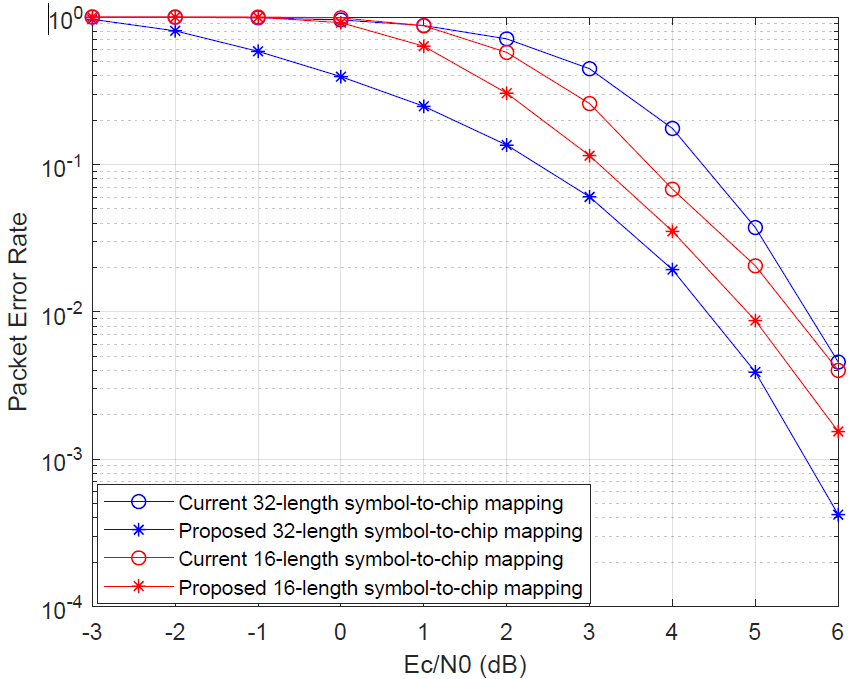 10^0
10^-1
10^-2
10^-3
10^-4
Packet Error Rate
Current 32-length symbol-to-chip mapping
Proposed 32-length symbol-to-chip mapping
Current 16-length symbol-to-chip mapping
Proposed 16-length symbol-to-chip mapping
-3 -2 -1 0 1 2 3 4 5 6
Ec/N0 (dB)